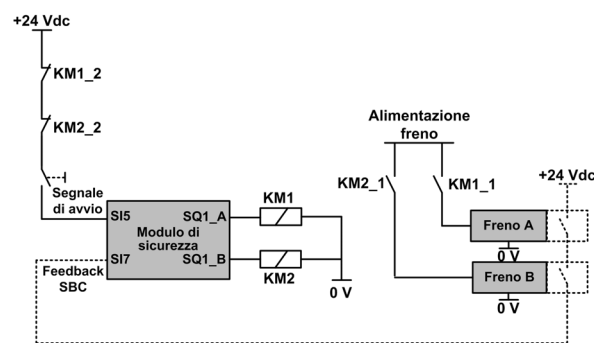 +24 Vdc
KM1_2
KM2_2
Segnale
di avvio
SI5
SQ1_A
Modulo di
sicurezza
SI7
SQ1_B
Feedback
SBC
KM1
KM2
0 V
Alimentazione
freno
KM2_1
KM1_1
+24 Vdc
Freno A
0 V
Freno B
0 V